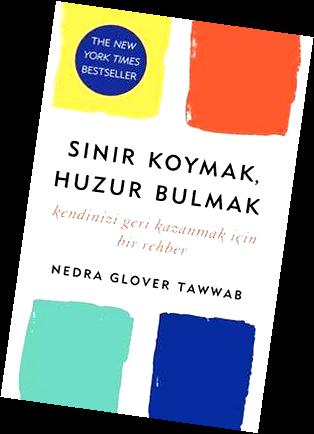 THE NEW
YORK TIMES
BESTSELLER
SINIR KOYMAK,
HUZUR BULMAK
kendinizi geri kazanmak için
bir rehber
NEDRA GLOVER TAWWAB